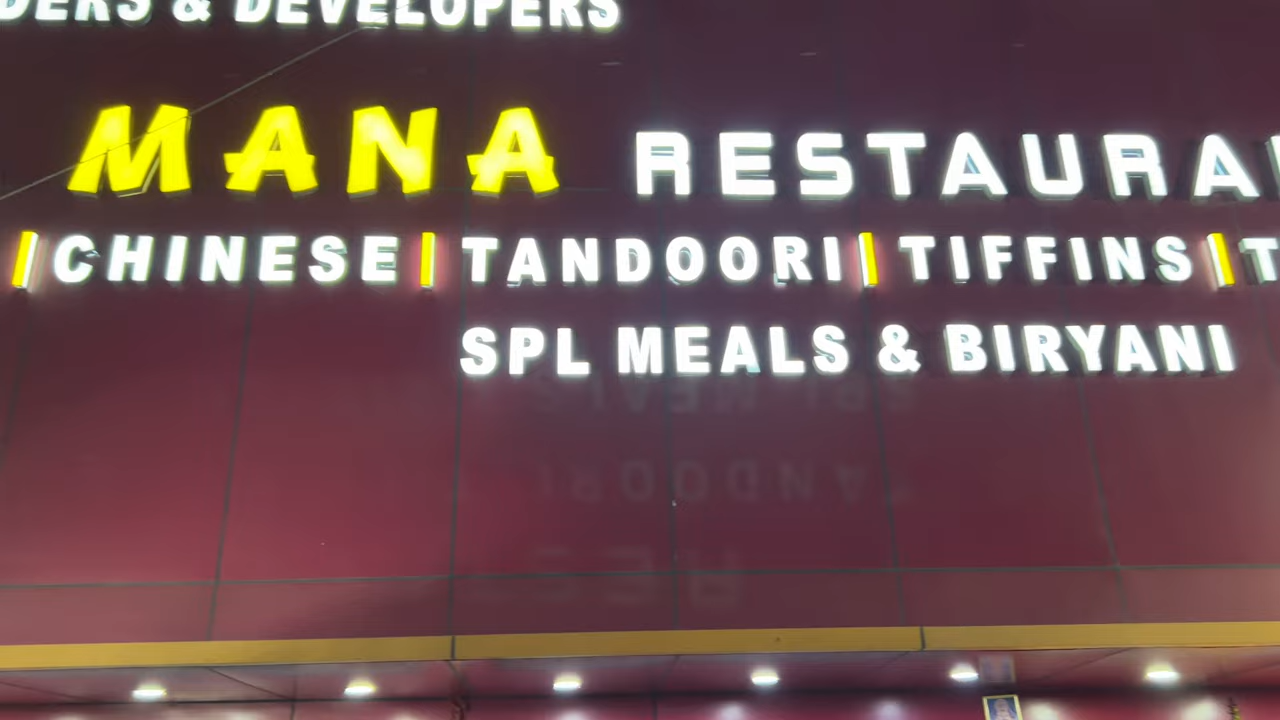 DERS & DEVELOPERS
MANA RESTAURA
| CHINESE | TANDOORI | TIFFINS | T
SPL MEALS & BIRYANI